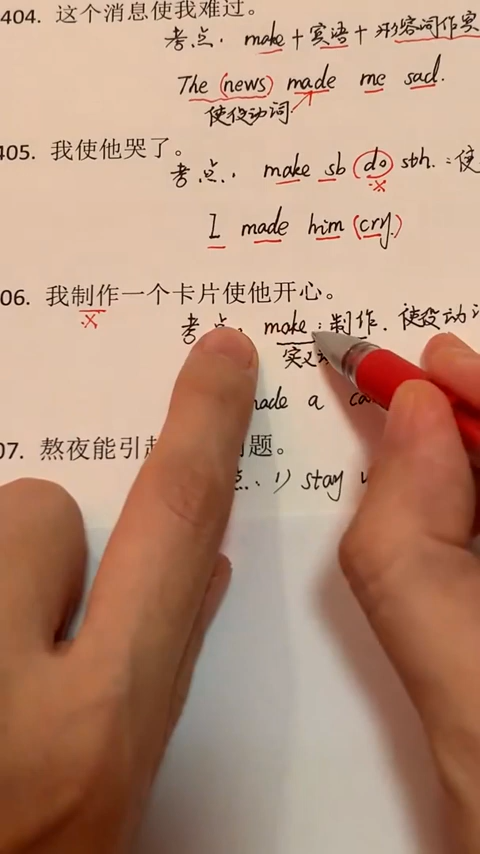 404. 这个消息使我难过。
考点. make + 宾语 + 形容词作宾
The (news) made me sad.
使役动词
405. 我使他哭了。
考点. make sb do sth. : 使
I made him (cry.)
06. 我制作一个卡片使他开心。
考点. make : 制作. 使役动
实义
made a
07. 熬夜能引 题。
点、1) stay